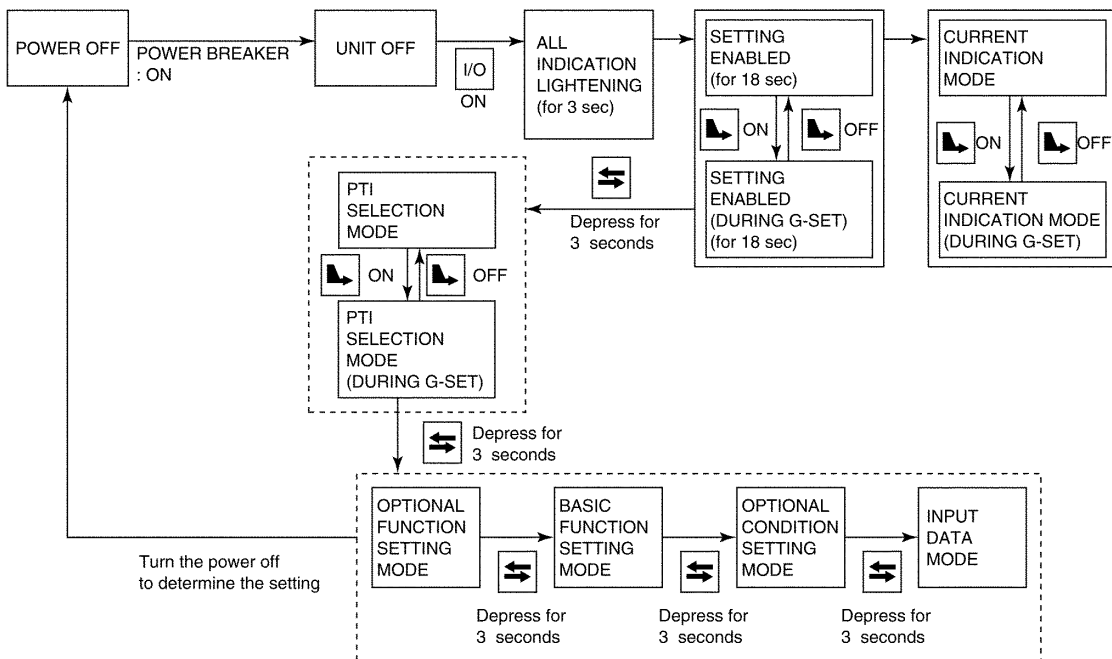 POWER OFF
POWER BREAKER
: ON
UNIT OFF
I/O
ON
ALL
INDICATION
LIGHTENING
(for 3 sec)
SETTING
ENABLED
(for 18 sec)
ON
OFF
SETTING
ENABLED
(DURING G-SET)
(for 18 sec)
CURRENT
INDICATION
MODE
ON
OFF
CURRENT
INDICATION MODE
(DURING G-SET)
Depress for
3 seconds
PTI
SELECTION
MODE
ON
OFF
PTI
SELECTION
MODE
(DURING G-SET)
Depress for
3 seconds
OPTIONAL
FUNCTION
SETTING
MODE
BASIC
FUNCTION
SETTING
MODE
OPTIONAL
CONDITION
SETTING
MODE
INPUT
DATA
MODE
Turn the power off
to determine the setting
Depress for
3 seconds
Depress for
3 seconds
Depress for
3 seconds